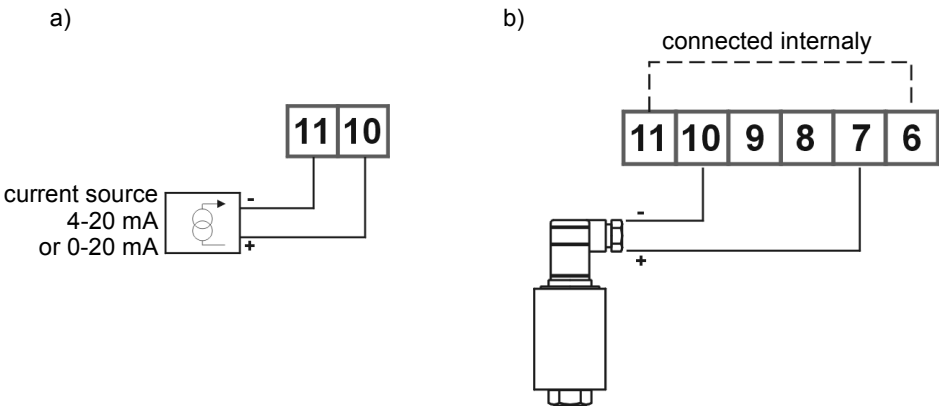 a)
11 10
current source
4-20 mA
or 0-20 mA
-
+
b)
connected internaly
11 10 9 8 7 6
-
+